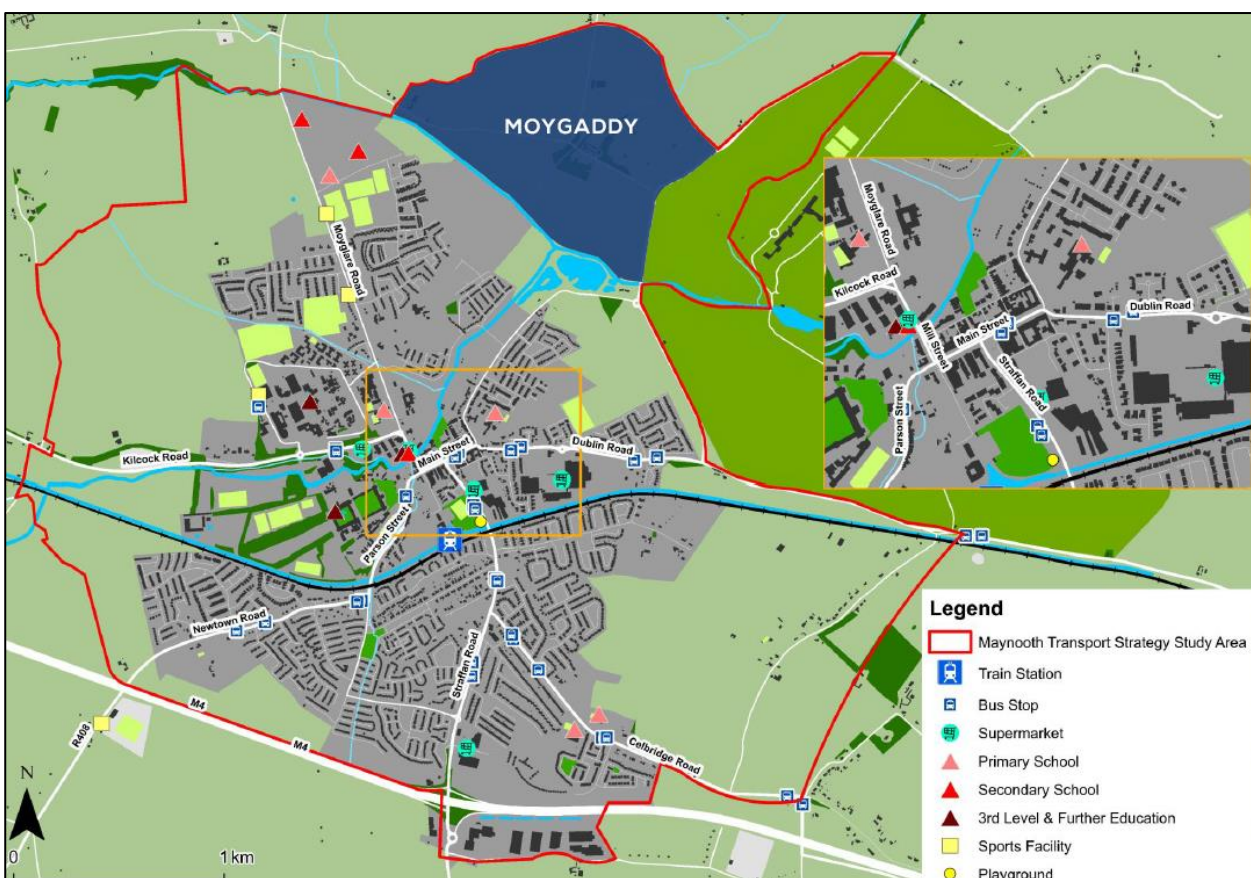 MOYGADDY
Moyglare Road
Kilcock Road
Main Street
Dublin Road
Parson Street
Newtown Road
Straffan Road
Celbridge Road
M4
M4
R408
N
0
1 km
Moyglare Road
Kilcock Road
Mill Street
Main Street
Dublin Road
Straffan Road
Parson Street
Legend
Maynooth Transport Strategy Study Area
Train Station
Bus Stop
Supermarket
Primary School
Secondary School
3rd Level & Further Education
Sports Facility
Playground